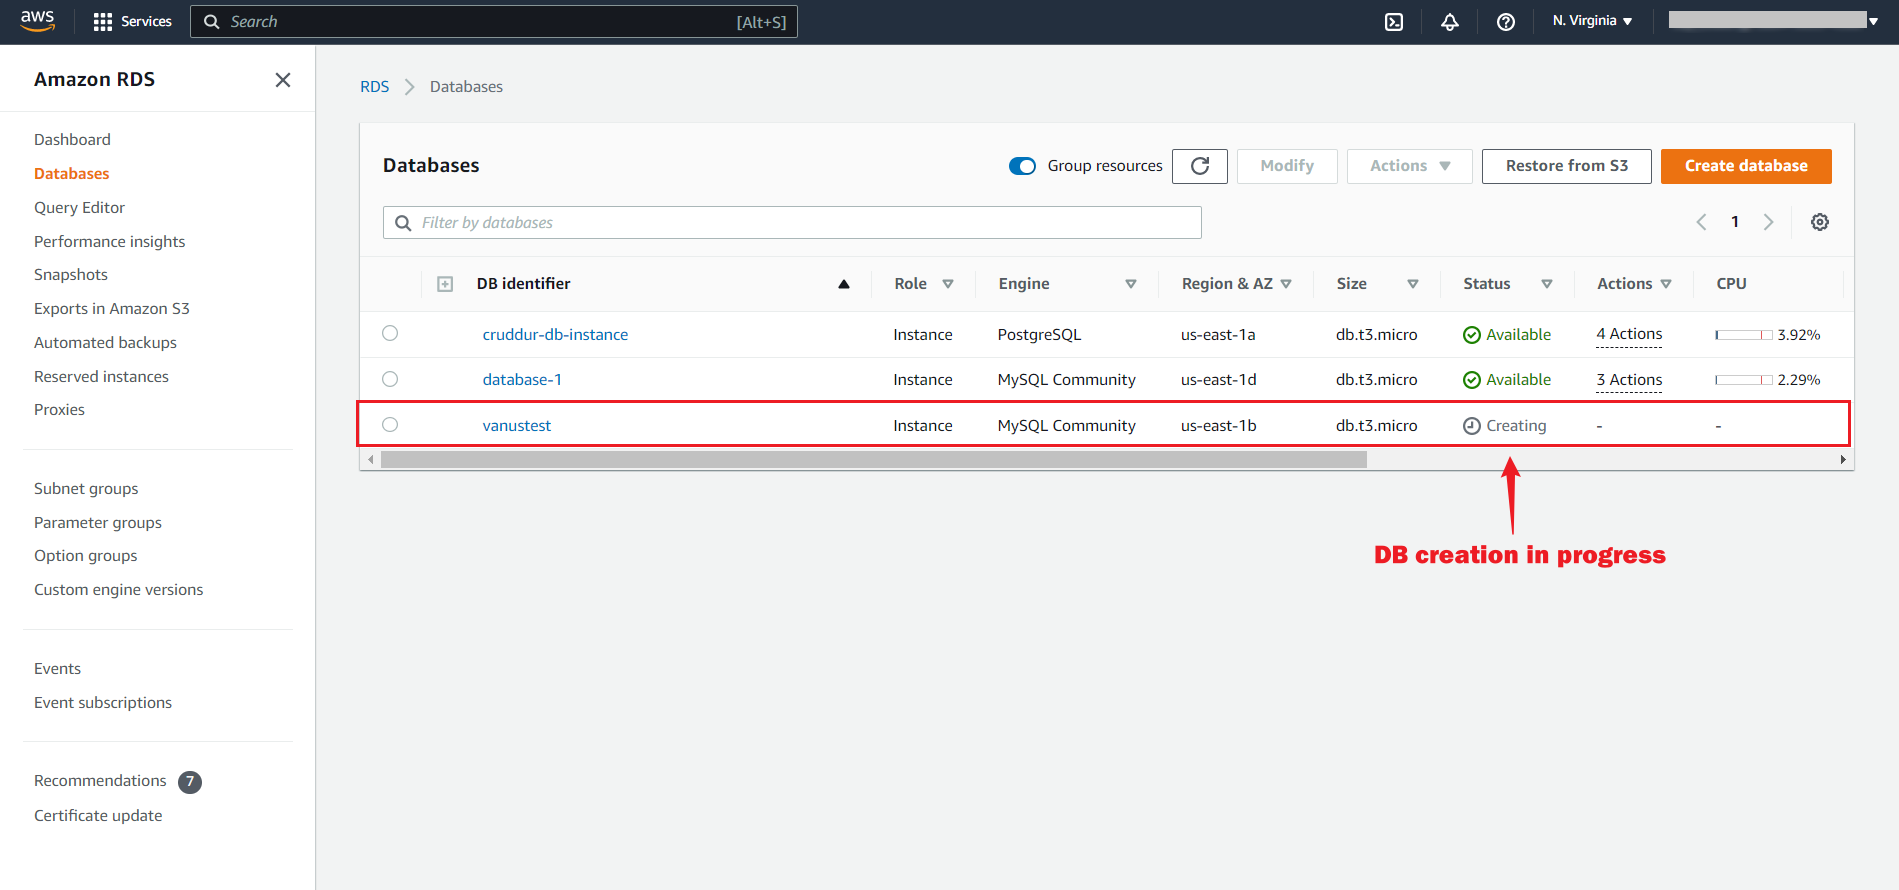 aws
Services
Search
[Alt+S]
N. Virginia
Amazon RDS
Dashboard
Databases
Query Editor
Performance insights
Snapshots
Exports in Amazon S3
Automated backups
Reserved instances
Proxies
Subnet groups
Parameter groups
Option groups
Custom engine versions
Events
Event subscriptions
Recommendations 7
Certificate update
RDS > Databases
Databases
Group resources
Modify
Actions
Restore from S3
Create database
Filter by databases
1
DB identifier Role Engine Region & AZ Size Status Actions CPU
cruddur-db-instance Instance PostgreSQL us-east-1a db.t3.micro Available 4 Actions 3.92%
database-1 Instance MySQL Community us-east-1d db.t3.micro Available 3 Actions 2.29%
vanustest Instance MySQL Community us-east-1b db.t3.micro Creating - -
DB creation in progress